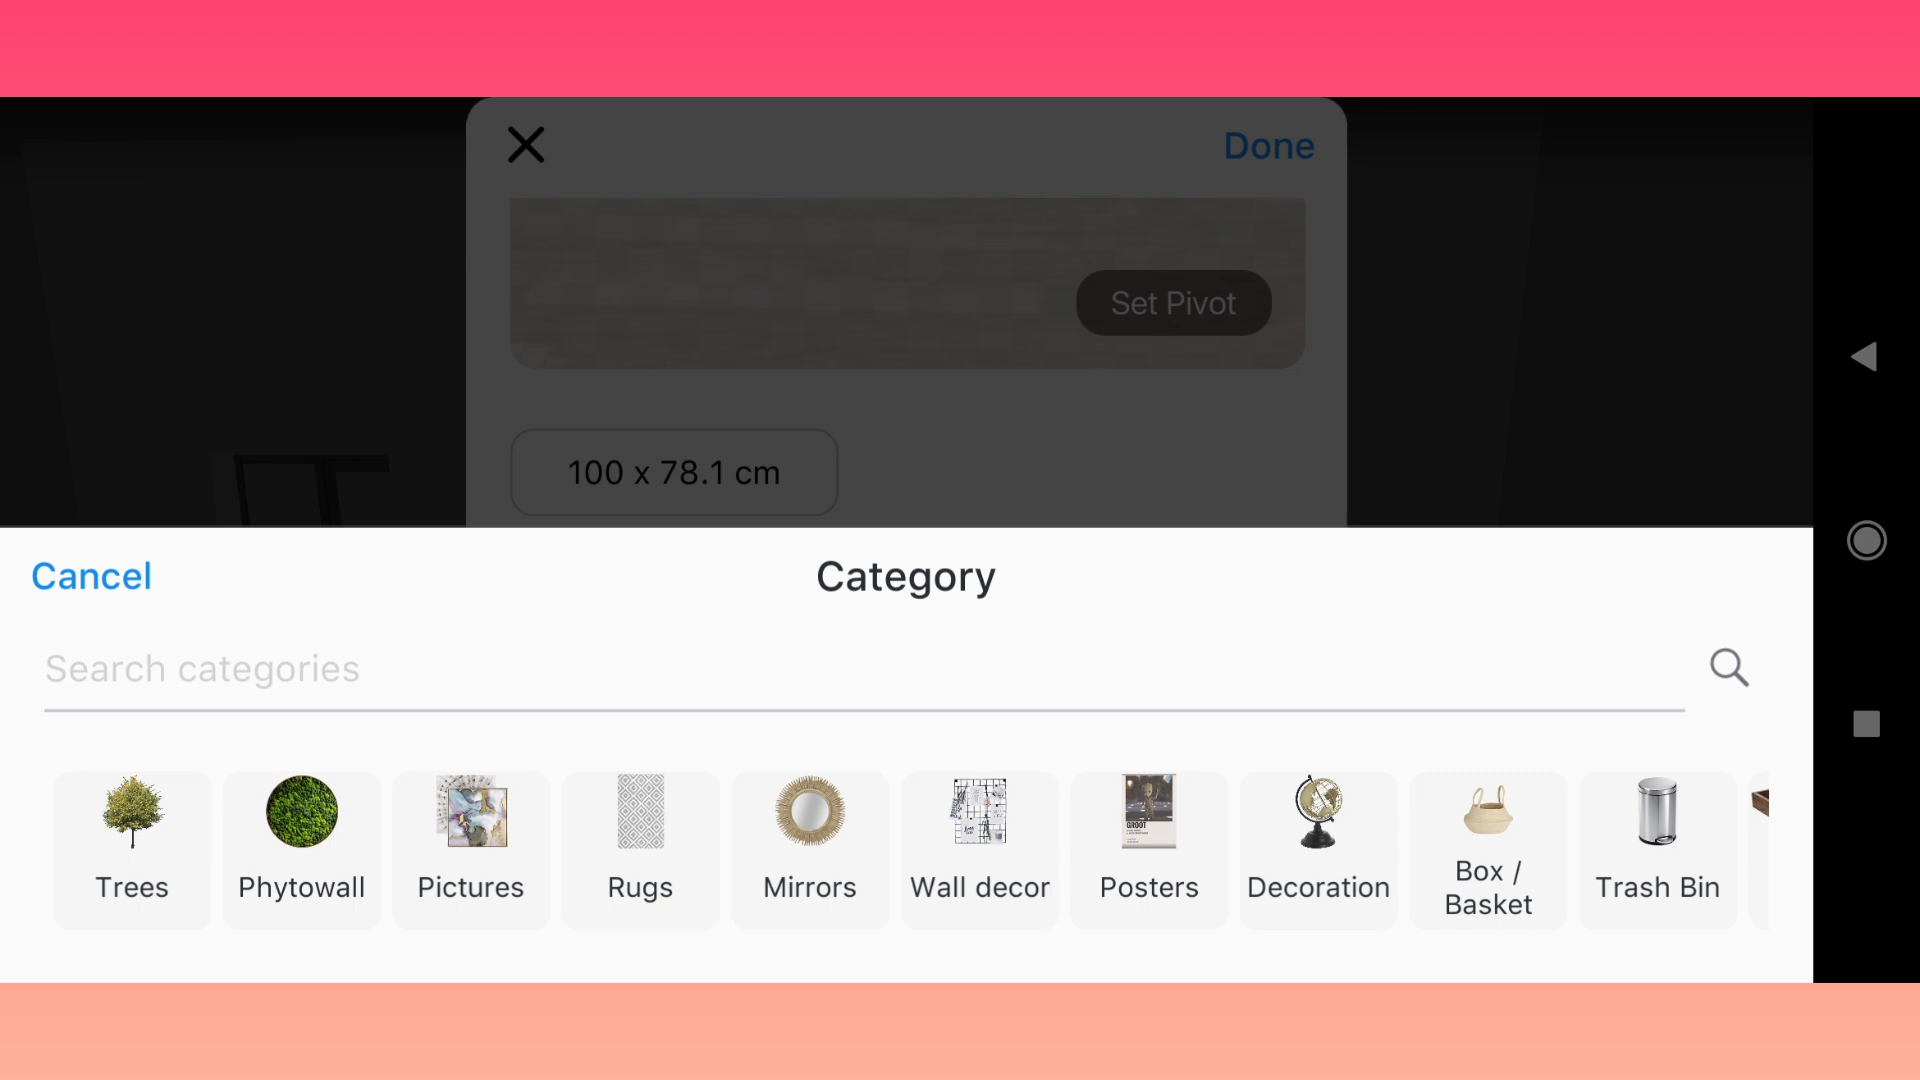 Done
Set Pivot
100 x 78.1 cm
Cancel
Category
Search categories
Trees
Phytowall
Pictures
Rugs
Mirrors
Wall decor
GROOT
Posters
Decoration
Box /
Basket
Trash Bin